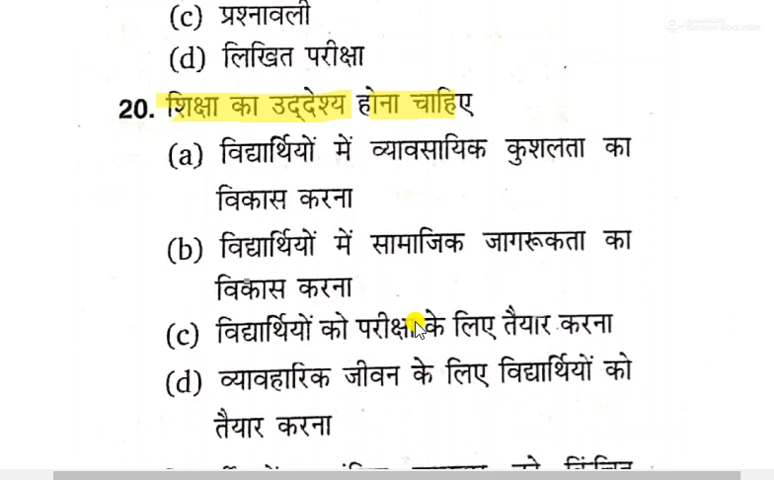 (c) प्रश्नावली
(d) लिखित परीक्षा
20. शिक्षा का उद्देश्य होना चाहिए
(a) विद्यार्थियों में व्यावसायिक कुशलता का
विकास करना
(b) विद्यार्थियों में सामाजिक जागरूकता का
विकास करना
(c) विद्यार्थियों को परीक्षा के लिए तैयार करना
(d) व्यावहारिक जीवन के लिए विद्यार्थियों को
तैयार करना